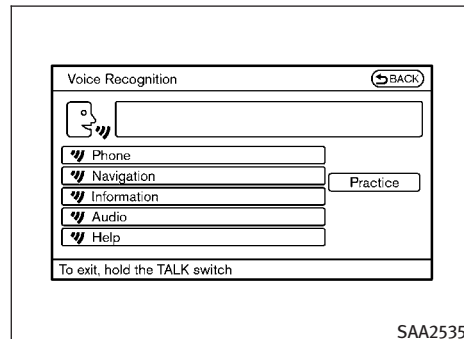 Voice Recognition
BACK
Phone
Navigation
Practice
Information
Audio
Help
To exit, hold the TALK switch
SAA2535